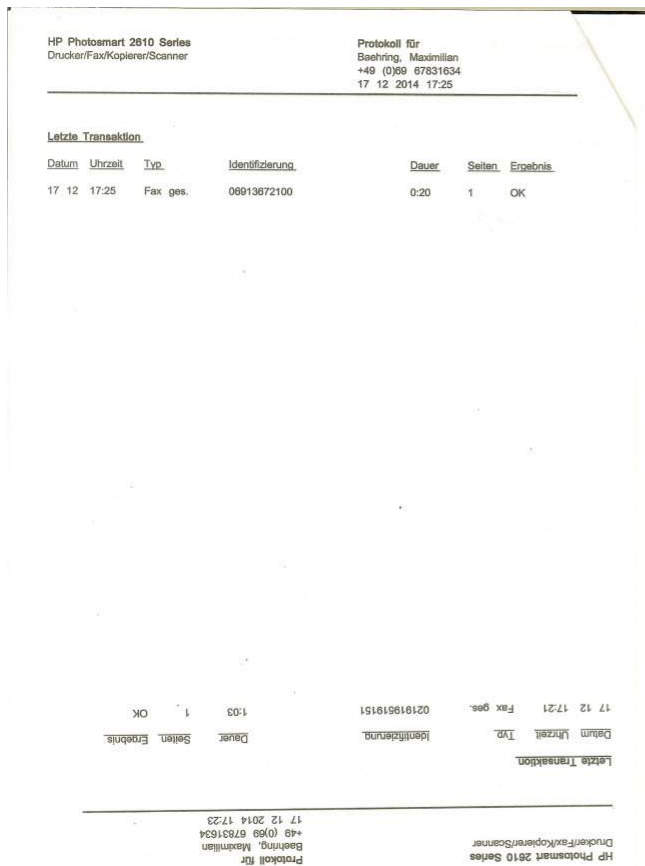 HP Photosmart 2610 Series
Drucker/Fax/Kopierer/Scanner
Protokoll für
Baehring, Maximilian
+49 (0)69 67831634
17 12 2014 17:25
Letzte Transaktion
Datum Uhrzeit Typ Identifizierung Dauer Seiten Ergebnis
17 12 17:25 Fax ges. 06913672100 0:20 1 OK
HP Photosmart 2610 Series
Drucker/Fax/Kopierer/Scanner
Protokoll für
Baehring, Maximilian
+49 (0)69 67831634
17 12 2014 17:23
Letzte Transaktion
Datum Uhrzeit Typ Identifizierung Dauer Seiten Ergebnis
17 12 17:21 Fax ges. 021915619151 1:03 1 OK